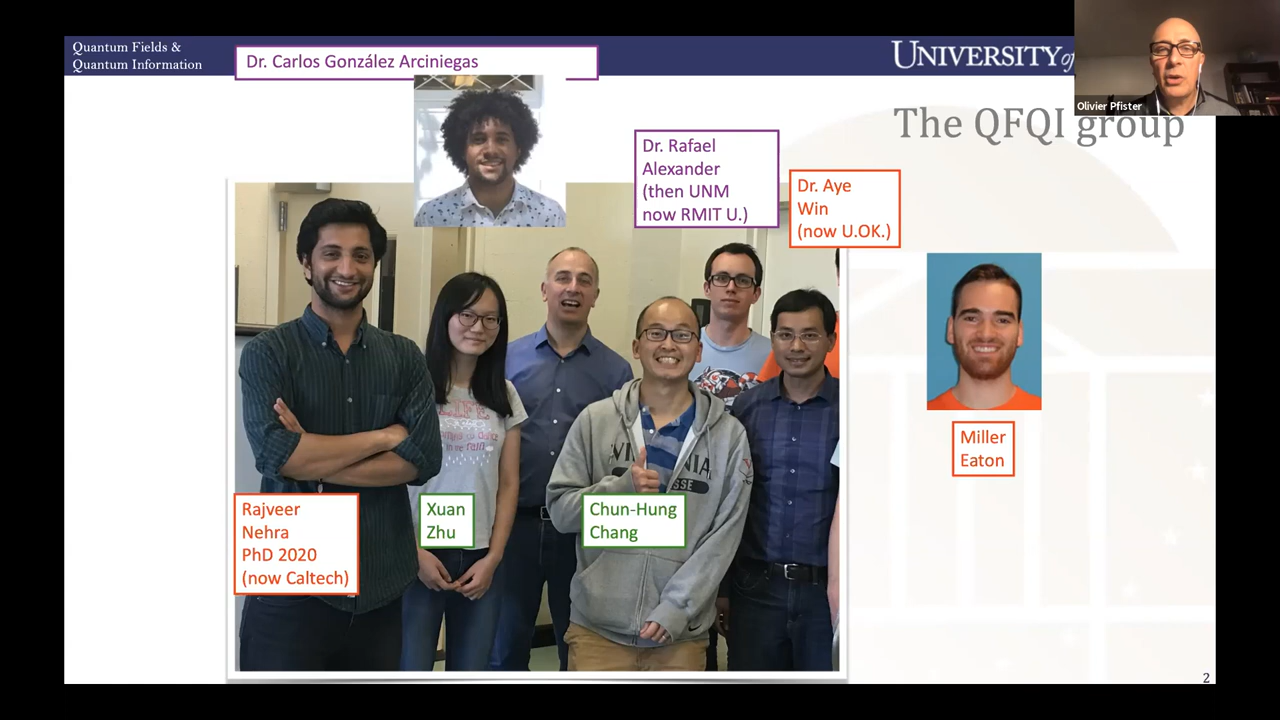 Quantum Fields &
Quantum Information
Dr. Carlos González Arciniegas
UNIVERSITY of
Olivier Pfister
The QFQI group
Dr. Rafael
Alexander
(then UNM
now RMIT U.)
Dr. Aye
Win
(now U.OK.)
Miller
Eaton
Rajveer
Nehra
PhD 2020
(now Caltech)
Xuan
Zhu
Chun-Hung
Chang
2